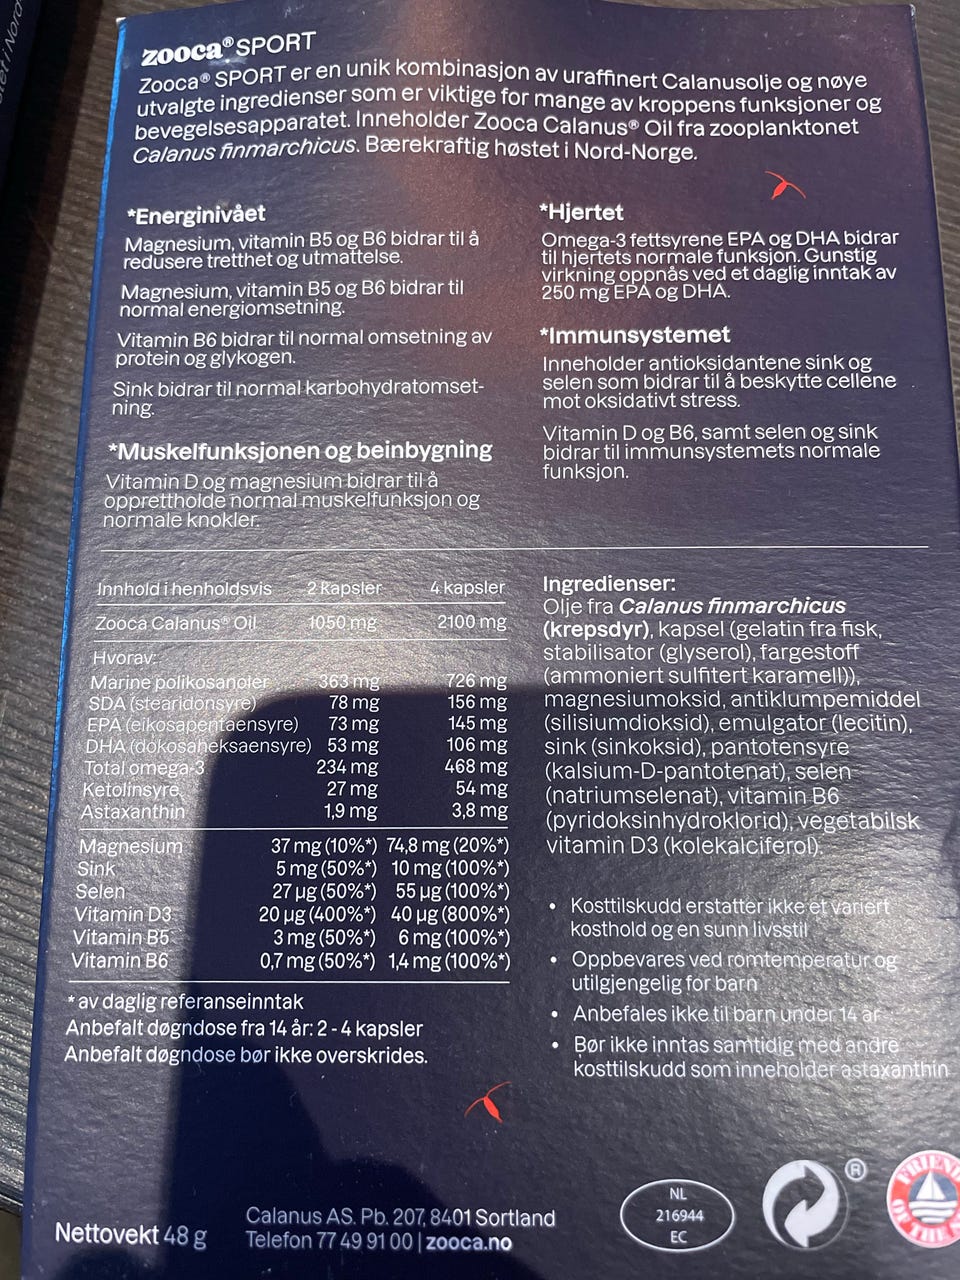 zooca® SPORT
Zooca® SPORT er en unik kombinasjon av uraffinert Calanusolje og nøye
utvalgte ingredienser som er viktige for mange av kroppens funksjoner og
bevegelsesapparatet. Inneholder Zooca Calanus® Oil fra zooplanktonet
Calanus finmarchicus. Bærekraftig høstet i Nord-Norge.
*Energinivået
Magnesium, vitamin B5 og B6 bidrar til å
redusere tretthet og utmattelse.
Magnesium, vitamin B5 og B6 bidrar til
normal energiomsetning.
Vitamin B6 bidrar til normal omsetning av
protein og glykogen.
Sink bidrar til normal karbohydratomset-
ning.
*Muskelfunksjonen og beinbygning
Vitamin D og magnesium bidrar til å
opprettholde normal muskelfunksjon og
normale knokler.
*Hjertet
Omega-3 fettsyrene EPA og DHA bidrar
til hjertets normale funksjon. Gunstig
virkning oppnås ved et daglig inntak av
250 mg EPA og DHA.
*Immunsystemet
Inneholder antioksidantene sink og
selen som bidrar til å beskytte cellene
mot oksidativt stress.
Vitamin D og B6, samt selen og sink
bidrar til immunsystemets normale
funksjon.
Innhold i henholdsvis 2 kapsler 4 kapsler
Zooca Calanus® Oil 1050 mg 2100 mg
Hvorav:
Marine polikosanoler 363 mg 726 mg
SDA (stearidonsyre) 78 mg 156 mg
EPA (eikosapentaensyre) 73 mg 145 mg
DHA (dokosaheksaensyre) 53 mg 106 mg
Total omega-3 234 mg 468 mg
Ketolinsyre 27 mg 54 mg
Astaxanthin 1,9 mg 3,8 mg
Magnesium 37 mg (10%*) 74,8 mg (20%*)
Sink 5 mg (50%*) 10 mg (100%*)
Selen 27 µg (50%*) 55 µg (100%*)
Vitamin D3 20 µg (400%*) 40 µg (800%*)
Vitamin B5 3 mg (50%*) 6 mg (100%*)
Vitamin B6 0,7 mg (50%*) 1,4 mg (100%*)
* av daglig referanseinntak
Anbefalt døgndose fra 14 år: 2 - 4 kapsler
Anbefalt døgndose bør ikke overskrides.
Ingredienser:
Olje fra Calanus finmarchicus
(krepsdyr), kapsel (gelatin fra fisk,
stabilisator (glyserol), fargestoff
(ammoniert sulfitert karamell)),
magnesiumoksid, antiklumpemiddel
(silisiumdioksid), emulgator (lecitin),
sink (sinkoksid), pantotensyre
(kalsium-D-pantotenat), selen
(natriumselenat), vitamin B6
(pyridoksinhydroklorid), vegetabilsk
vitamin D3 (kolekalciferol).
• Kosttilskudd erstatter ikke et variert
kosthold og en sunn livsstil
• Oppbevares ved romtemperatur og
utilgjengelig for barn
• Anbefales ikke til barn under 14 år
• Bør ikke inntas samtidig med andre
kosttilskudd som inneholder astaxanthin
Nettovekt 48 g
Calanus AS. Pb. 207, 8401 Sortland
Telefon 77 49 91 00 | zooca.no
NL
216944
EC
®
FRIEND
OF THE